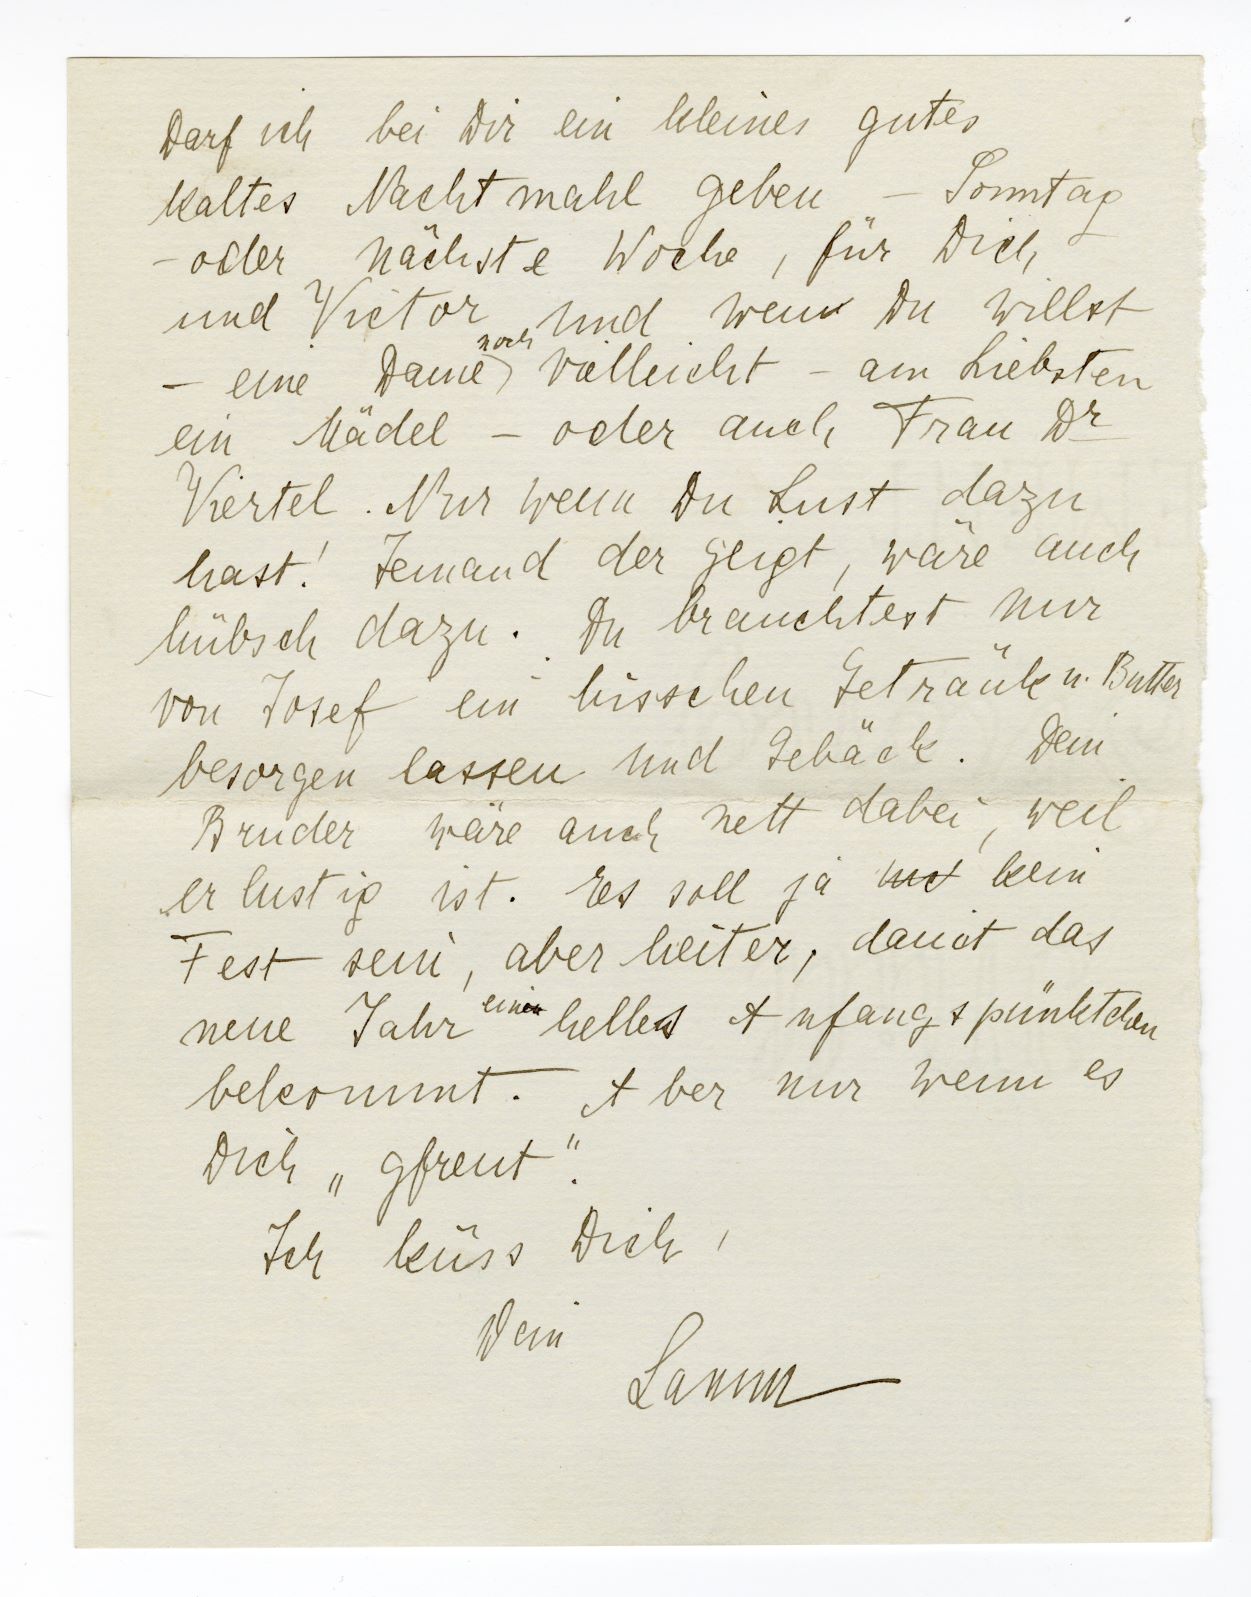 Darf ich bei Dir ein kleines gutes
kaltes Nachtmahl geben – Sonntag
– oder nächste Woche, für Dich
und Victor und wenn Du willst
– eine Dame noch vielleicht – am Liebsten
ein Mädel – oder auch Frau Dr
Viertel. Nur wenn Du Lust dazu
hast! Jemand der geigt, wäre auch
hübsch dazu. Du brauchtest nur
von Josef ein bisschen Getränk u. Butter
besorgen lassen und Gebäck. Dein
Bruder wäre auch nett dabei, weil
er lustig ist. Es soll ja kein
Fest sein, aber heiter, damit das
neue Jahr ein helles Anfangspünktchen
bekommt. Aber nur wenn es
Dich „gfreut“.
Ich küss Dich,
Dein
Lamm